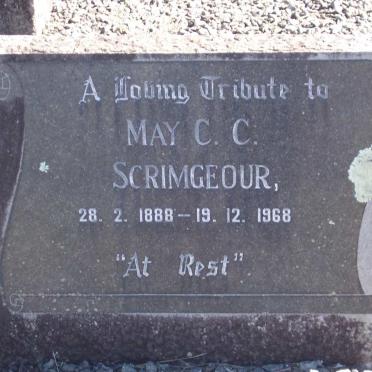 A Loving Tribute to
MAY C. C.
SCRIMGEOUR,
28. 2. 1888 — 19. 12. 1968
"At Rest".